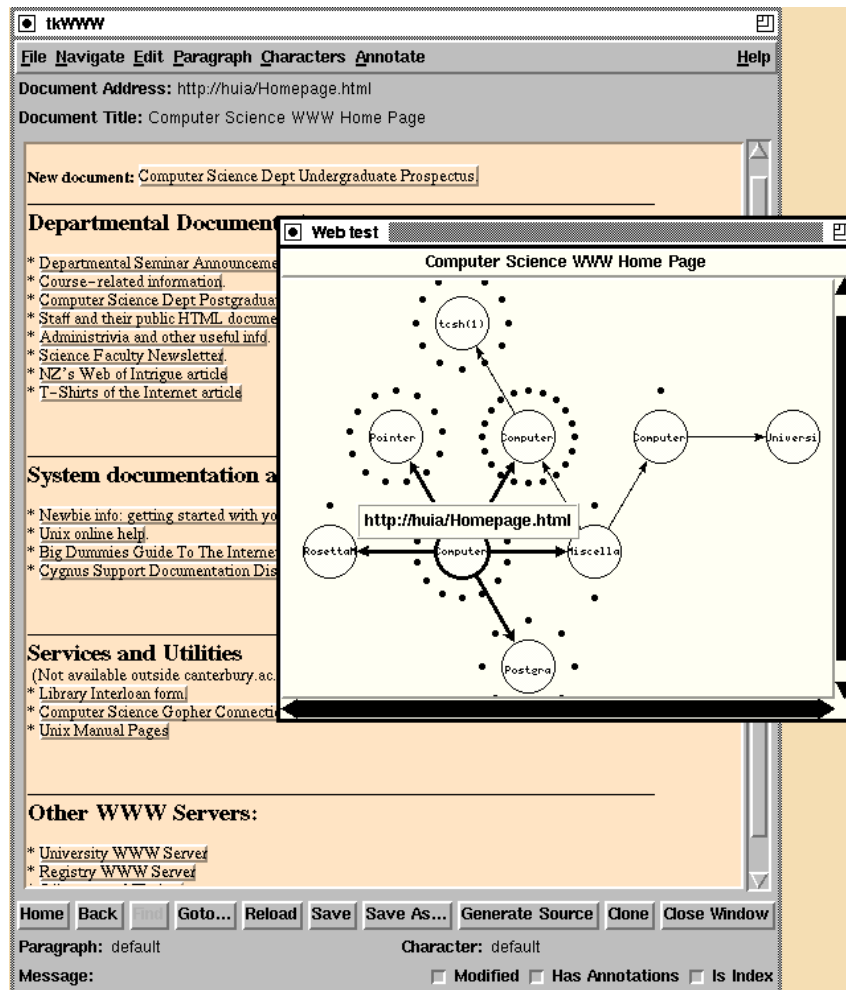 tkWWW
File Navigate Edit Paragraph Characters Annotate Help
Document Address: http://huia/Homepage.html
Document Title: Computer Science WWW Home Page
New document: Computer Science Dept Undergraduate Prospectus.
Departmental Document
* Departmental Seminar Announceme
* Course-related information.
* Computer Science Dept Postgradua
* Staff and their public HTML docume
* Administrivia and other useful info.
* Science Faculty Newsletter.
* NZ's Web of Intrigue article
* T-Shirts of the Internet article
System documentation a
* Newbie info: getting started with yo
* Unix online help.
* Big Dummies Guide To The Interne
* Cygnus Support Documentation Dis
Services and Utilities
(Not available outside canterbury.ac.
* Library Interloan form.
* Computer Science Gopher Connecti
* Unix Manual Pages
Other WWW Servers:
* University WWW Server
* Registry WWW Server
Web test
Computer Science WWW Home Page
tcsh(1)
Pointer Computer Computer Universi
http://huia/Homepage.html
RosettaM Computer Miscella
Postgra
Home Back Find Goto... Reload Save Save As... Generate Source Clone Close Window
Paragraph: default Character: default
Message: Modified Has Annotations Is Index